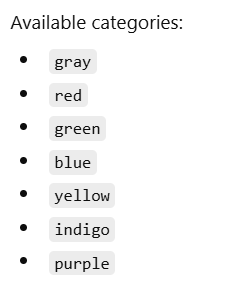 Available categories:
• gray
• red
• green
• blue
• yellow
• indigo
• purple